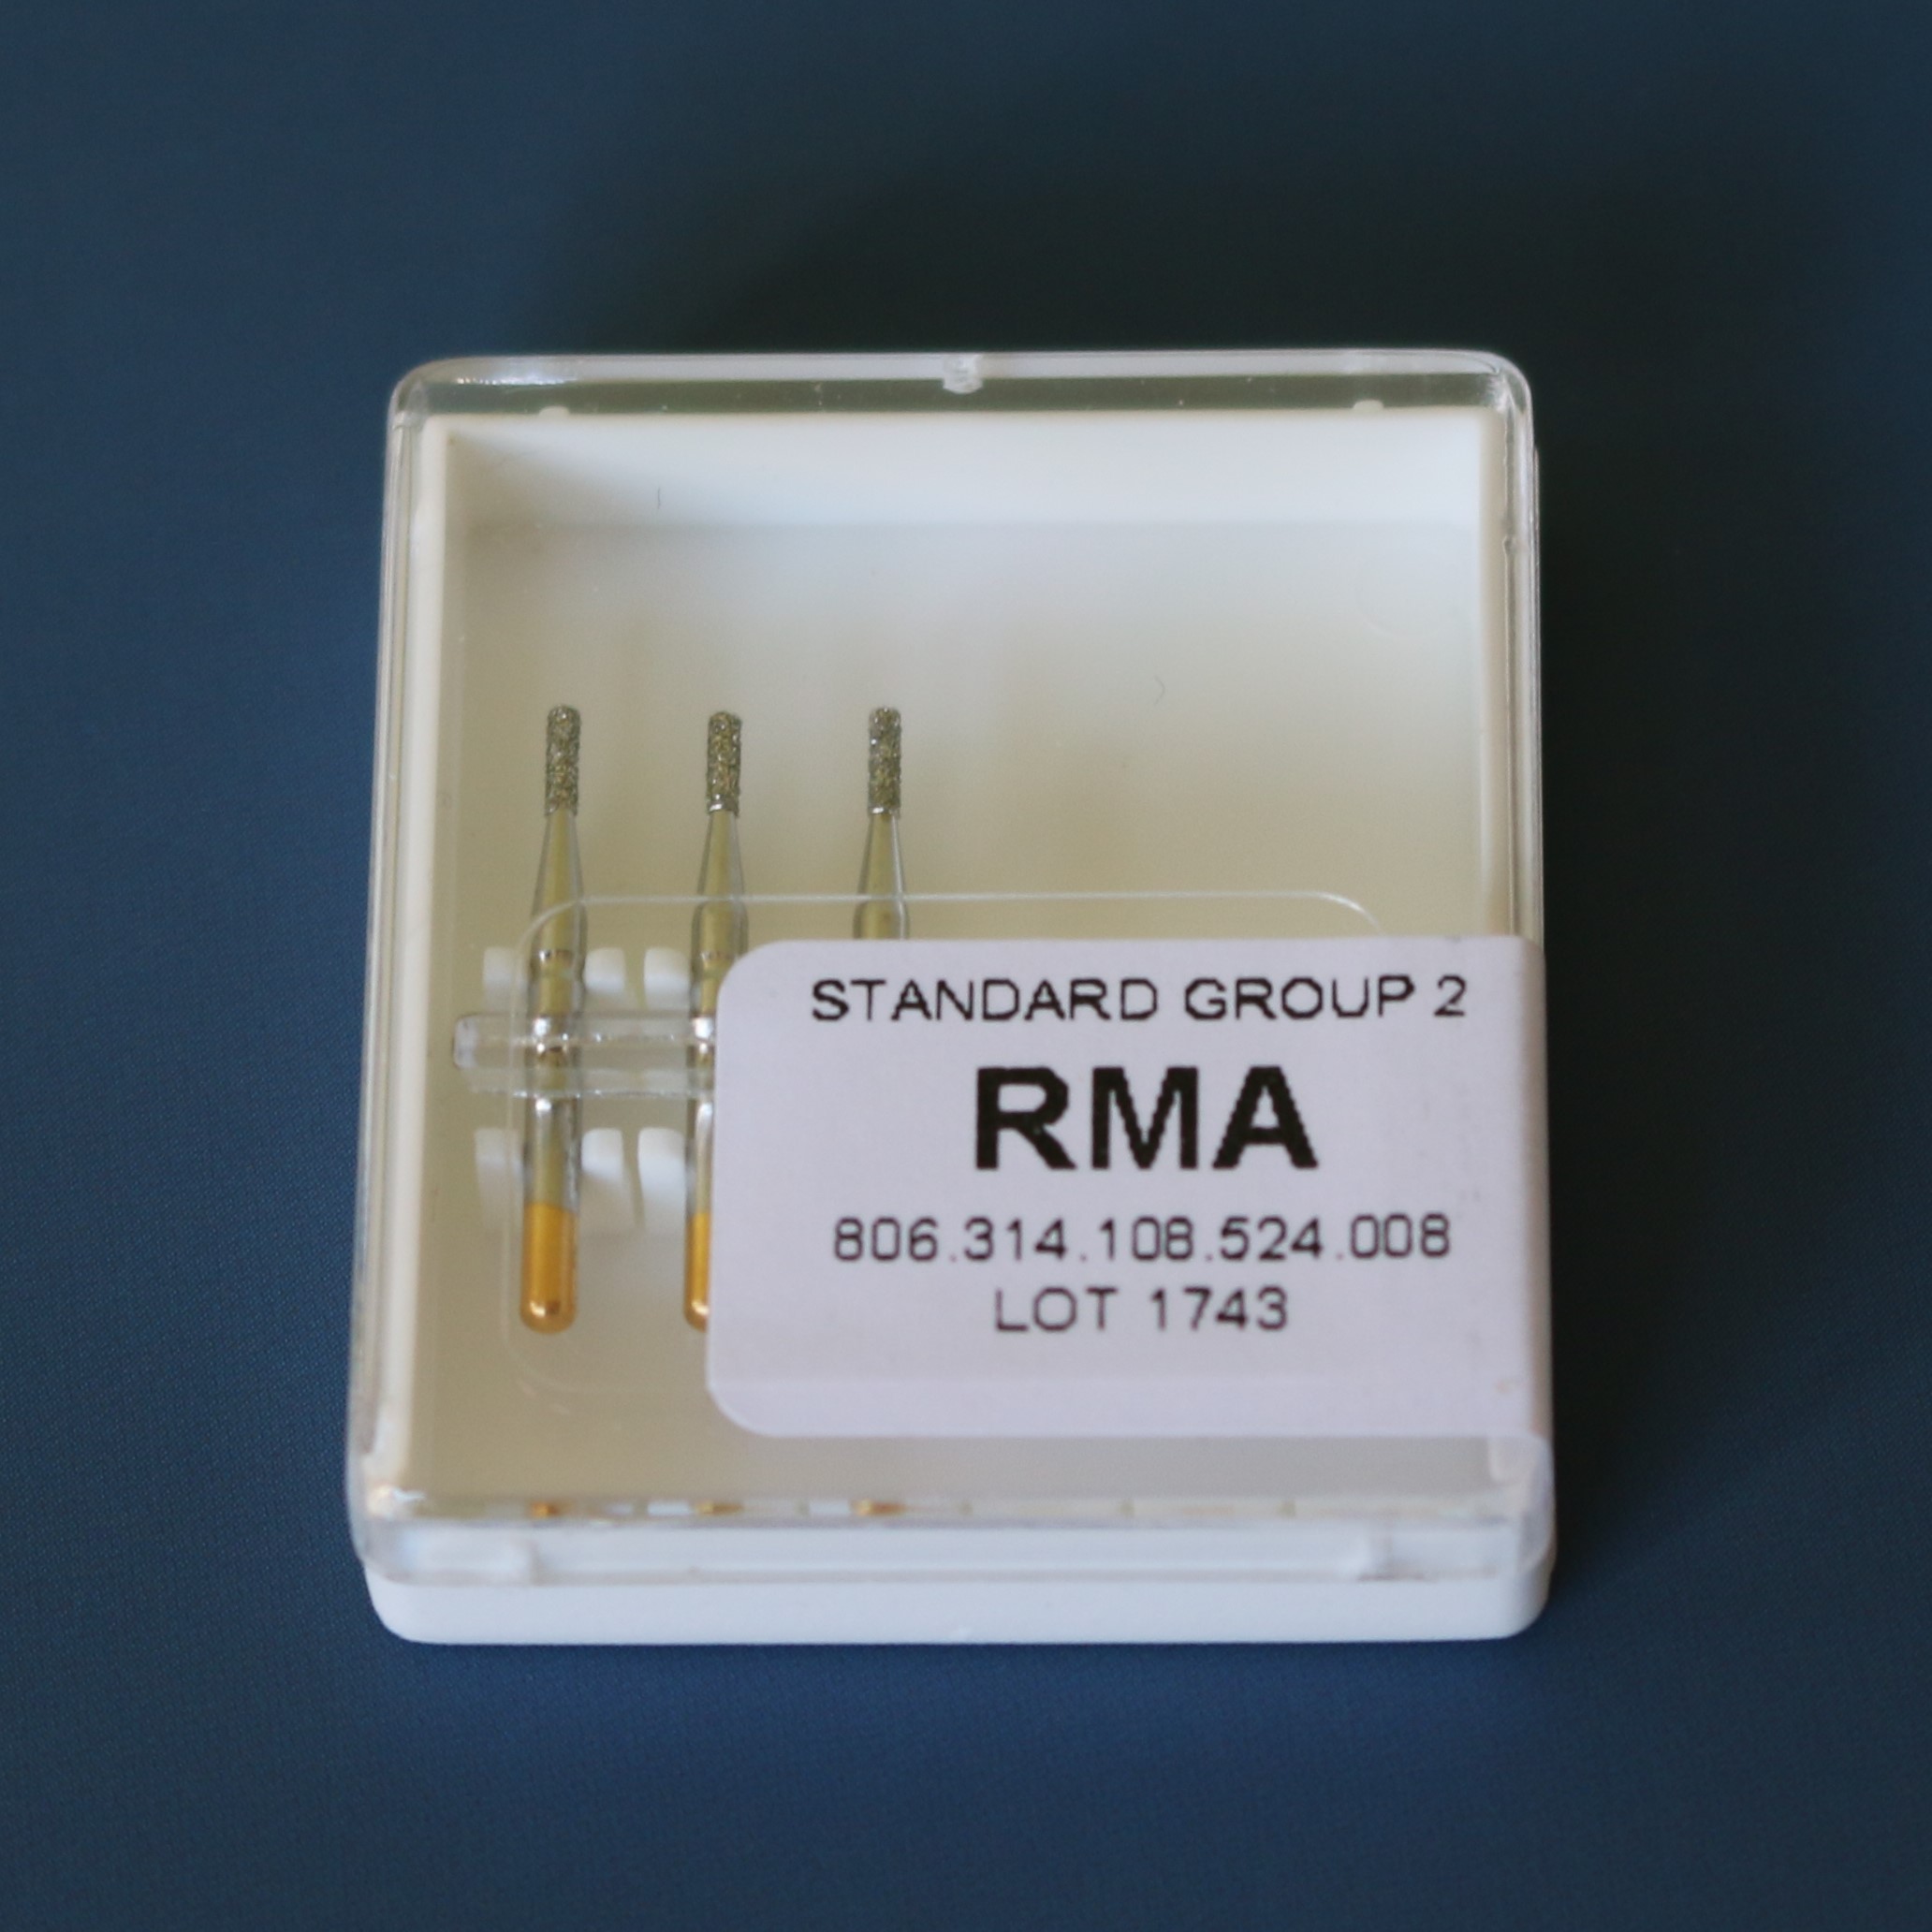 STANDARD GROUP 2
RMA
806.314.108.524.008
LOT 1743